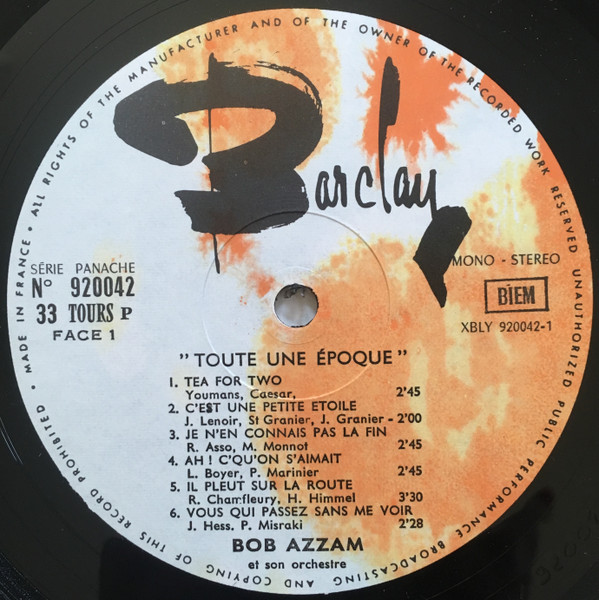 MADE IN FRANCE • ALL RIGHTS OF THE MANUFACTURER AND OF THE OWNER OF THE RECORDED WORK RESERVED UNAUTHORIZED PUBLIC PERFORMANCE BROADCASTING AND COPYING OF THIS RECORD PROHIBITED •
Barclay
SÉRIE PANACHE
Nº 920042
33 TOURS P
FACE 1
MONO - STEREO
BIEM
XBLY 920042-1
"TOUTE UNE ÉPOQUE"
1. TEA FOR TWO
Youmans, Caesar, 2'45
2. C'EST UNE PETITE ETOILE
J. Lenoir, St Granier, J. Granier - 2'00
3. JE N'EN CONNAIS PAS LA FIN
R. Asso, M. Monnot 2'45
4. AH ! C'QU'ON S'AIMAIT
L. Boyer, P. Marinier 2'45
5. IL PLEUT SUR LA ROUTE
R. Chamfleury, H. Himmel 3'30
6. VOUS QUI PASSEZ SANS ME VOIR
J. Hess. P. Misraki 2'28
BOB AZZAM
et son orchestre